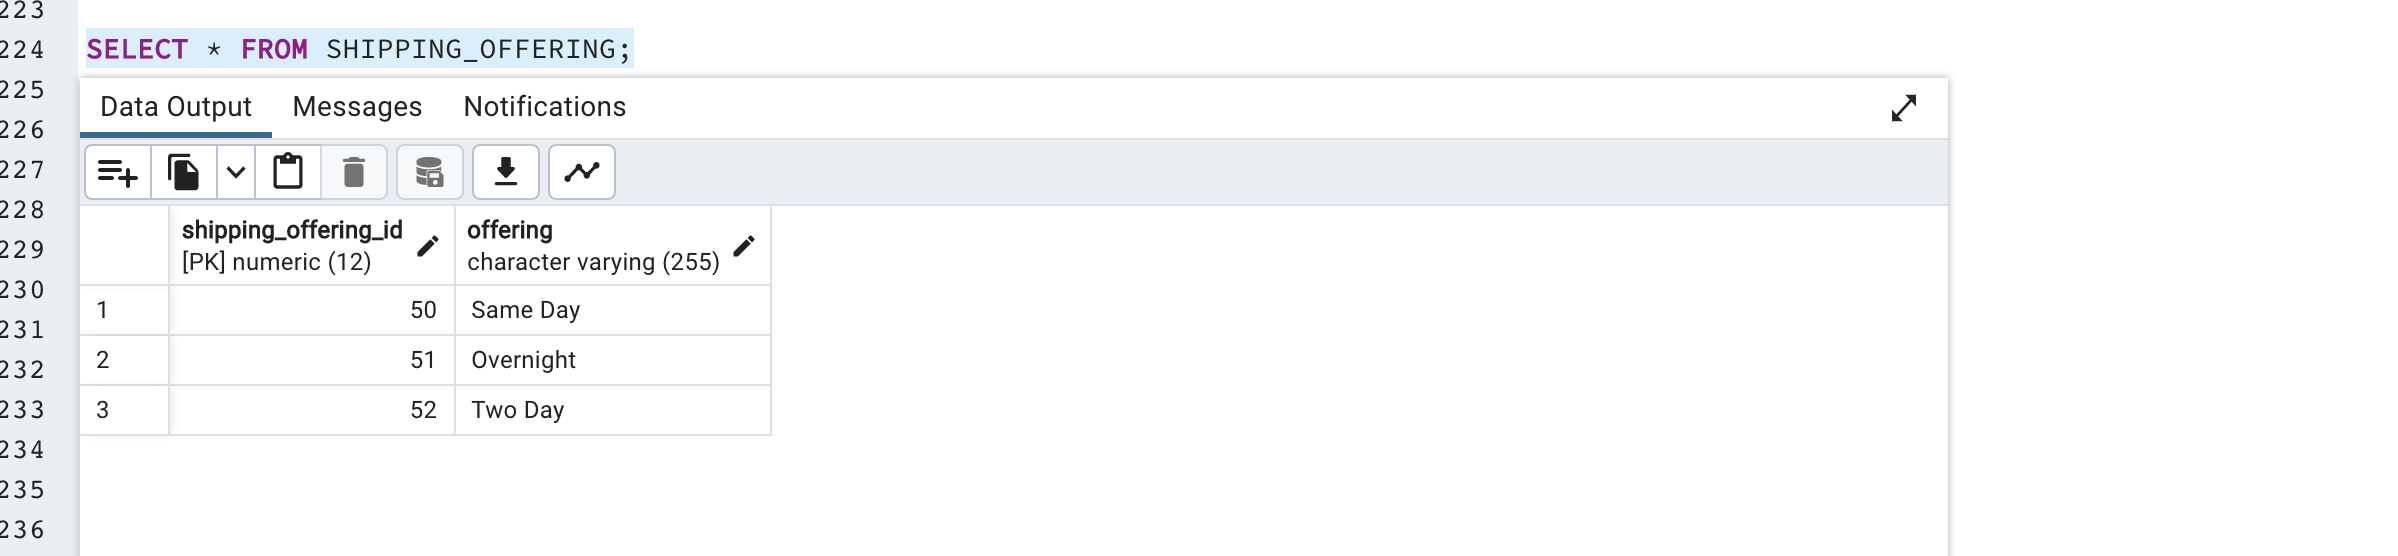 223
224 SELECT * FROM SHIPPING_OFFERING;
225
Data Output Messages Notifications
226
227
228
shipping_offering_id offering
229
[PK] numeric (12) character varying (255)
230
1 50 Same Day
231
2 51 Overnight
232
3 52 Two Day
233
234
235
236